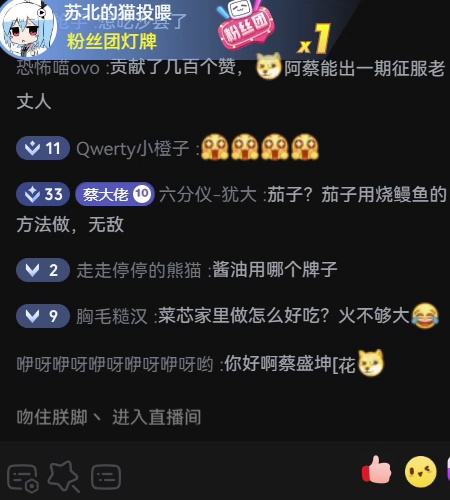 苏北的猫投喂
粉丝团灯牌
粉丝团
x1
恐怖喵ovo :贡献了几百个赞，阿蔡能出一期征服老
丈人
11 Qwerty小橙子 :
33 蔡大佬 10 六分仪-犹大 :茄子？茄子用烧鳗鱼的
方法做，无敌
2 走走停停的熊猫 :酱油用哪个牌子
9 胸毛糙汉 :菜芯家里做怎么好吃？火不够大
咿呀咿呀咿呀咿呀咿呀哟 :你好啊蔡盛坤[花
吻住朕脚丶 进入直播间